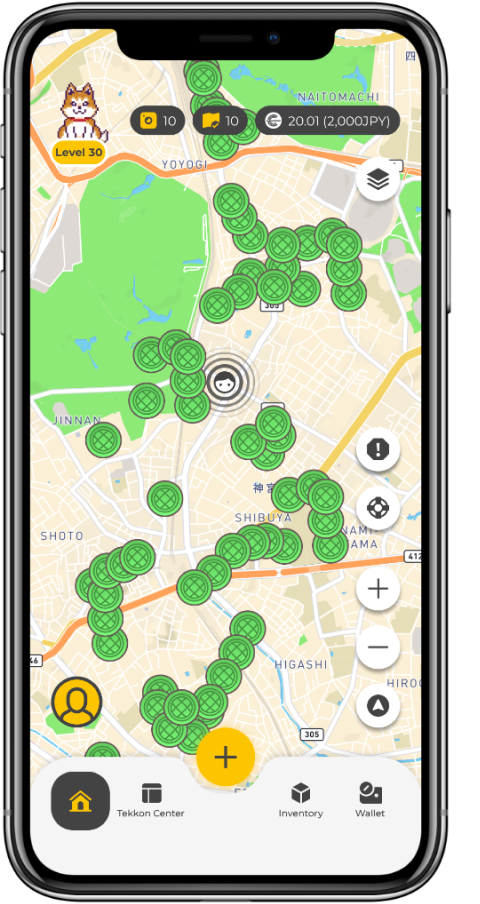 四
NAITOMACHI
10
10
20.01 (2,000JPY)
Level 30
YOYOGI
305
JINNAN
神宮
SHIBUYA
SHOTO
NAMI-
AMA
412
46
HIGASHI
HIRO
305
Tekkon Center
Inventory
Wallet